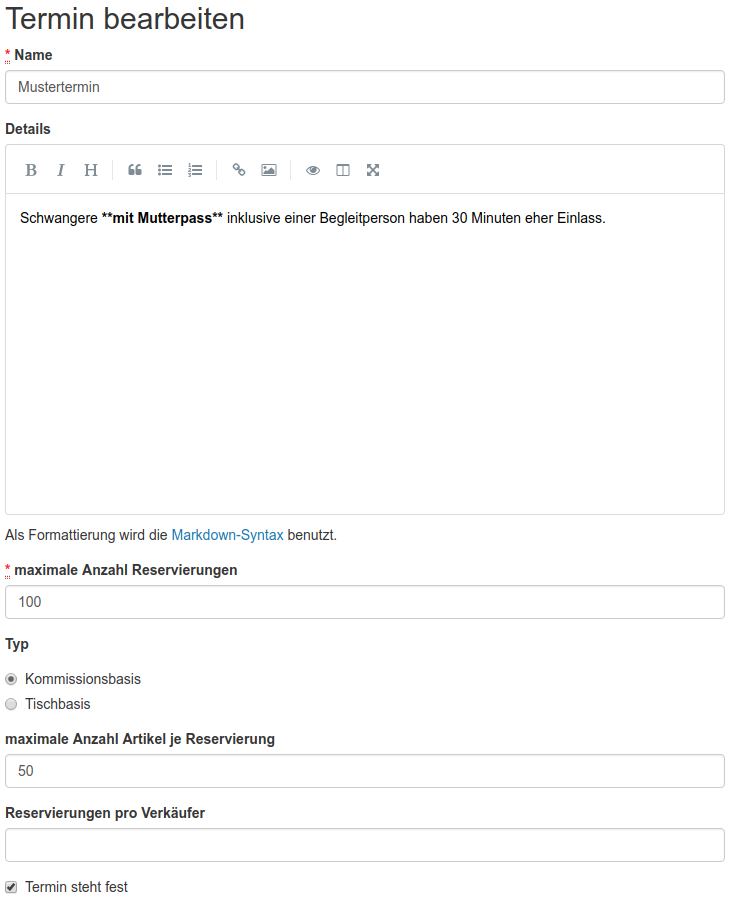 Termin bearbeiten
* Name
Mustertermin
Details
B I H
Schwangere **mit Mutterpass** inklusive einer Begleitperson haben 30 Minuten eher Einlass.
Als Formattierung wird die Markdown-Syntax benutzt.
* maximale Anzahl Reservierungen
100
Typ
Kommissionsbasis
Tischbasis
maximale Anzahl Artikel je Reservierung
50
Reservierungen pro Verkäufer
Termin steht fest